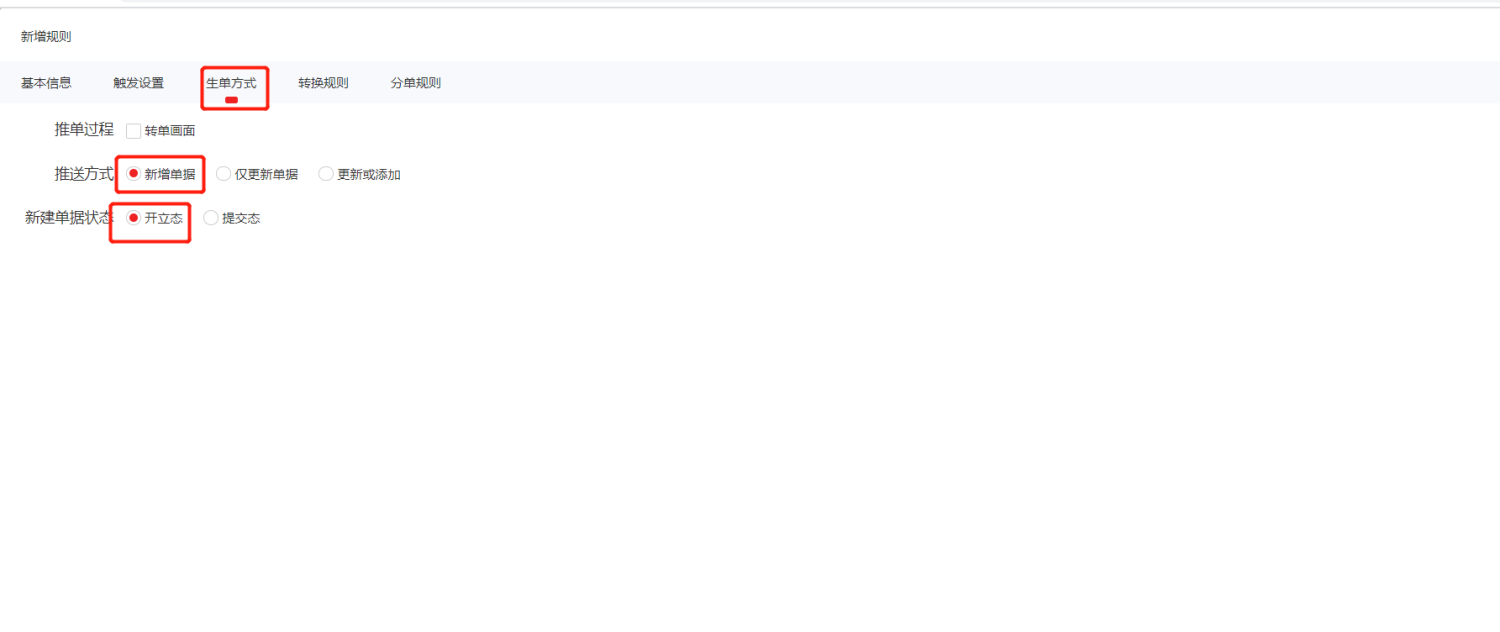 新增规则
基本信息 触发设置 生单方式 转换规则 分单规则
推单过程 转单画面
推送方式 新增单据 仅更新单据 更新或添加
新建单据状态 开立态 提交态